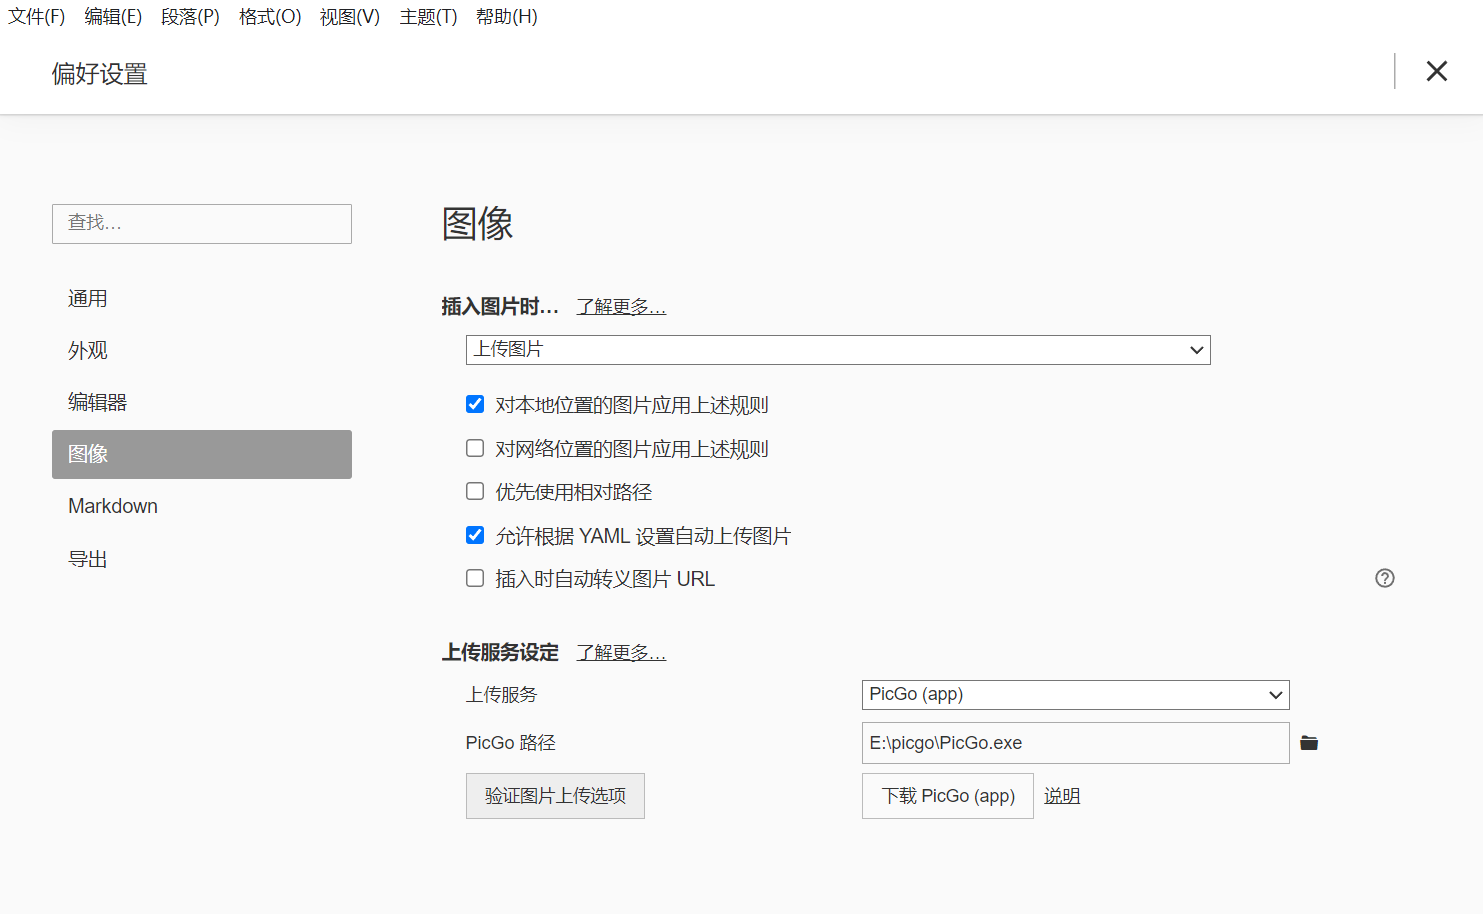 文件(F) 编辑(E) 段落(P) 格式(O) 视图(V) 主题(T) 帮助(H)
偏好设置
查找...
通用
外观
编辑器
图像
Markdown
导出
图像
插入图片时... 了解更多...
上传图片
对本地位置的图片应用上述规则
对网络位置的图片应用上述规则
优先使用相对路径
允许根据 YAML 设置自动上传图片
插入时自动转义图片 URL
上传服务设定 了解更多...
上传服务 PicGo (app)
PicGo 路径 E:\picgo\PicGo.exe
验证图片上传选项 下载 PicGo (app) 说明